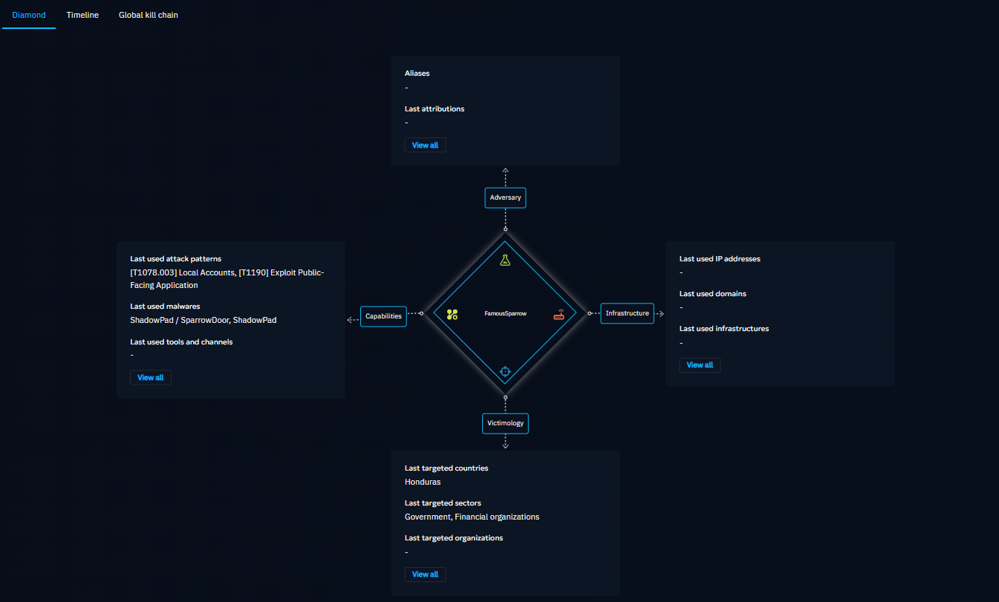 Diamond
Timeline
Global kill chain
Aliases
-
Last attributions
-
View all
Adversary
Last used attack patterns
[T1078.003] Local Accounts, [T1190] Exploit Public-
Facing Application
Last used malwares
ShadowPad / SparrowDoor, ShadowPad
Last used tools and channels
-
View all
Capabilities
FamousSparrow
Infrastructure
Last used IP addresses
-
Last used domains
-
Last used infrastructures
-
View all
Victimology
Last targeted countries
Honduras
Last targeted sectors
Government, Financial organizations
Last targeted organizations
-
View all